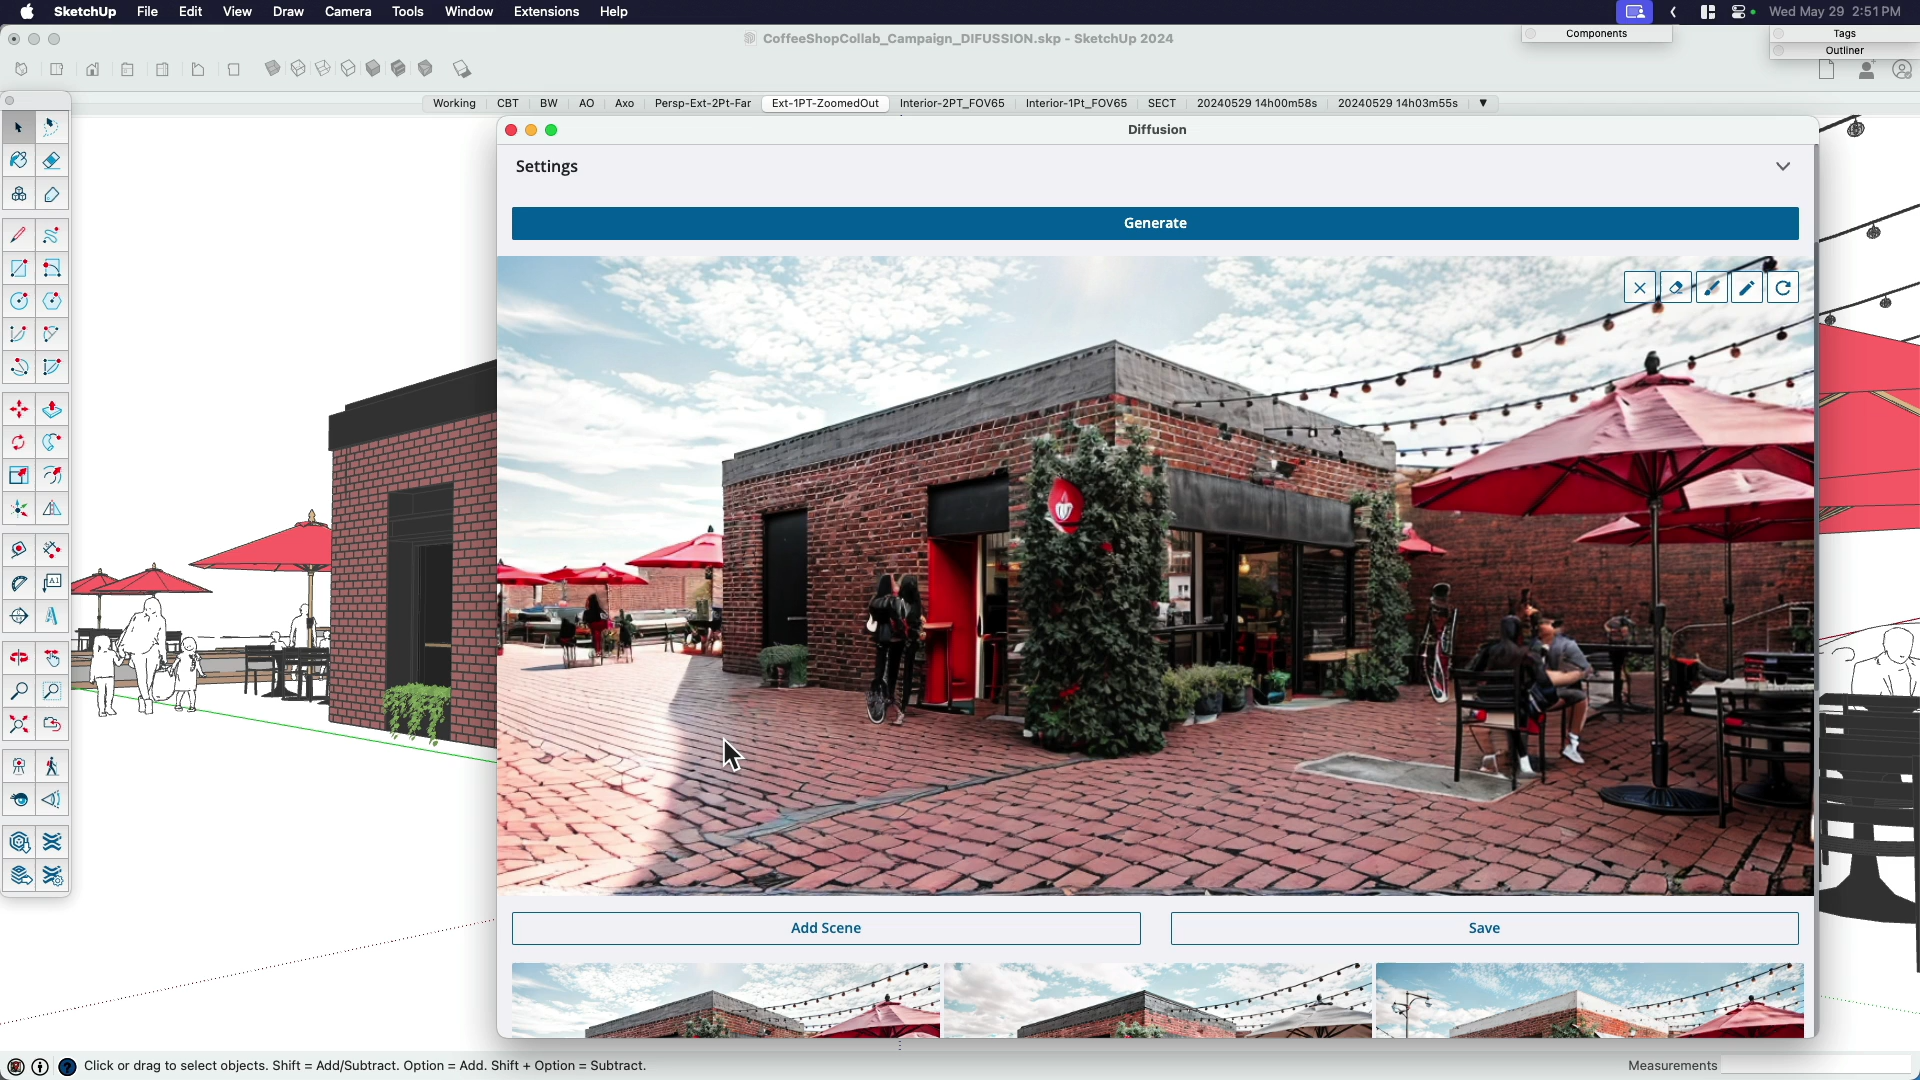 SketchUp File Edit View Draw Camera Tools Window Extensions Help
Wed May 29 2:51 PM
CoffeeShopCollab_Campaign_DIFUSSION.skp - SketchUp 2024
Components
Tags
Outliner
Working CBT BW AO Axo Persp-Ext-2Pt-Far Ext-1PT-ZoomedOut Interior-2PT_FOV65 Interior-1Pt_FOV65 SECT 20240529 14h00m58s 20240529 14h03m55s
Diffusion
Settings
Generate
A1
Add Scene
Save
Click or drag to select objects. Shift = Add/Subtract. Option = Add. Shift + Option = Subtract.
Measurements